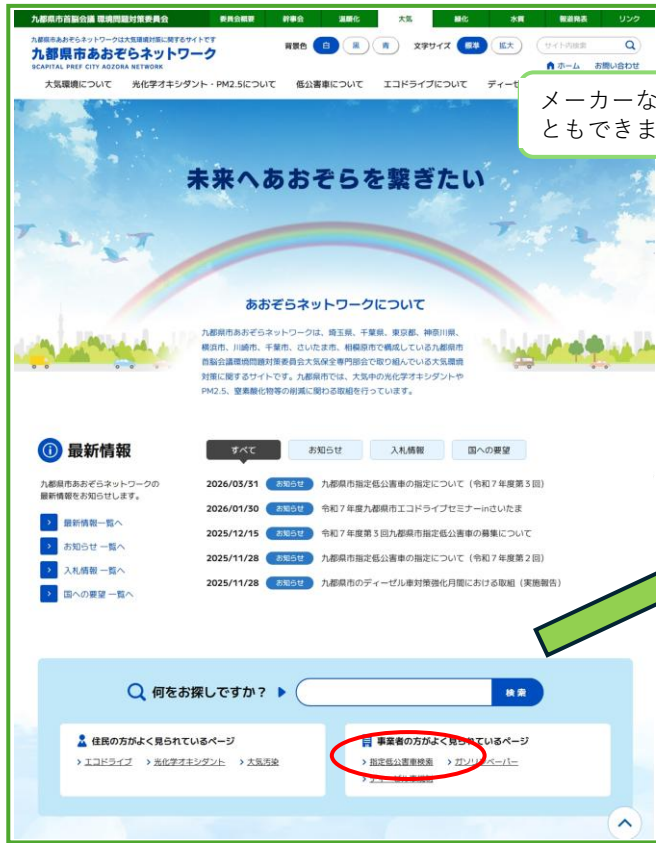 九都県市首脳会議 環境問題対策委員会 委員会概要 幹事会 温暖化 大気 緑化 水質 報道発表 リンク
九都県市あおぞらネットワークは大気環境対策に関するサイトです
九都県市あおぞらネットワーク
9CAPITAL PREF CITY AOZORA NETWORK
背景色 白 黒 青 文字サイズ 標準 拡大 サイト内検索
ホーム お問い合わせ
大気環境について 光化学オキシダント・PM2.5について 低公害車について エコドライブについて ディーゼ
メーカーな
ともできま
未来へあおぞらを繋ぎたい
あおぞらネットワークについて
九都県市あおぞらネットワークは、埼玉県、千葉県、東京都、神奈川県、
横浜市、川崎市、千葉市、さいたま市、相模原市で構成している九都県市
首脳会議環境問題対策委員会大気保全専門部会で取り組んでいる大気環境
対策に関するサイトです。九都県市では、大気中の光化学オキシダントや
PM2.5、窒素酸化物等の削減に関わる取組を行っています。
最新情報
九都県市あおぞらネットワークの
最新情報をお知らせします。
最新情報一覧へ
お知らせ 一覧へ
入札情報 一覧へ
国への要望 一覧へ
すべて お知らせ 入札情報 国への要望
2026/03/31 お知らせ 九都県市指定低公害車の指定について（令和7年度第3回）
2026/01/30 お知らせ 令和7年度九都県市エコドライブセミナーinさいたま
2025/12/15 お知らせ 令和7年度第3回九都県市指定低公害車の募集について
2025/11/28 お知らせ 九都県市指定低公害車の指定について（令和7年度第2回）
2025/11/28 お知らせ 九都県市のディーゼル車対策強化月間における取組（実施報告）
何をお探しですか？ 検索
住民の方がよく見られているページ
エコドライブ 光化学オキシダント 大気汚染
事業者の方がよく見られているページ
指定低公害車検索 ガソリンベーパー